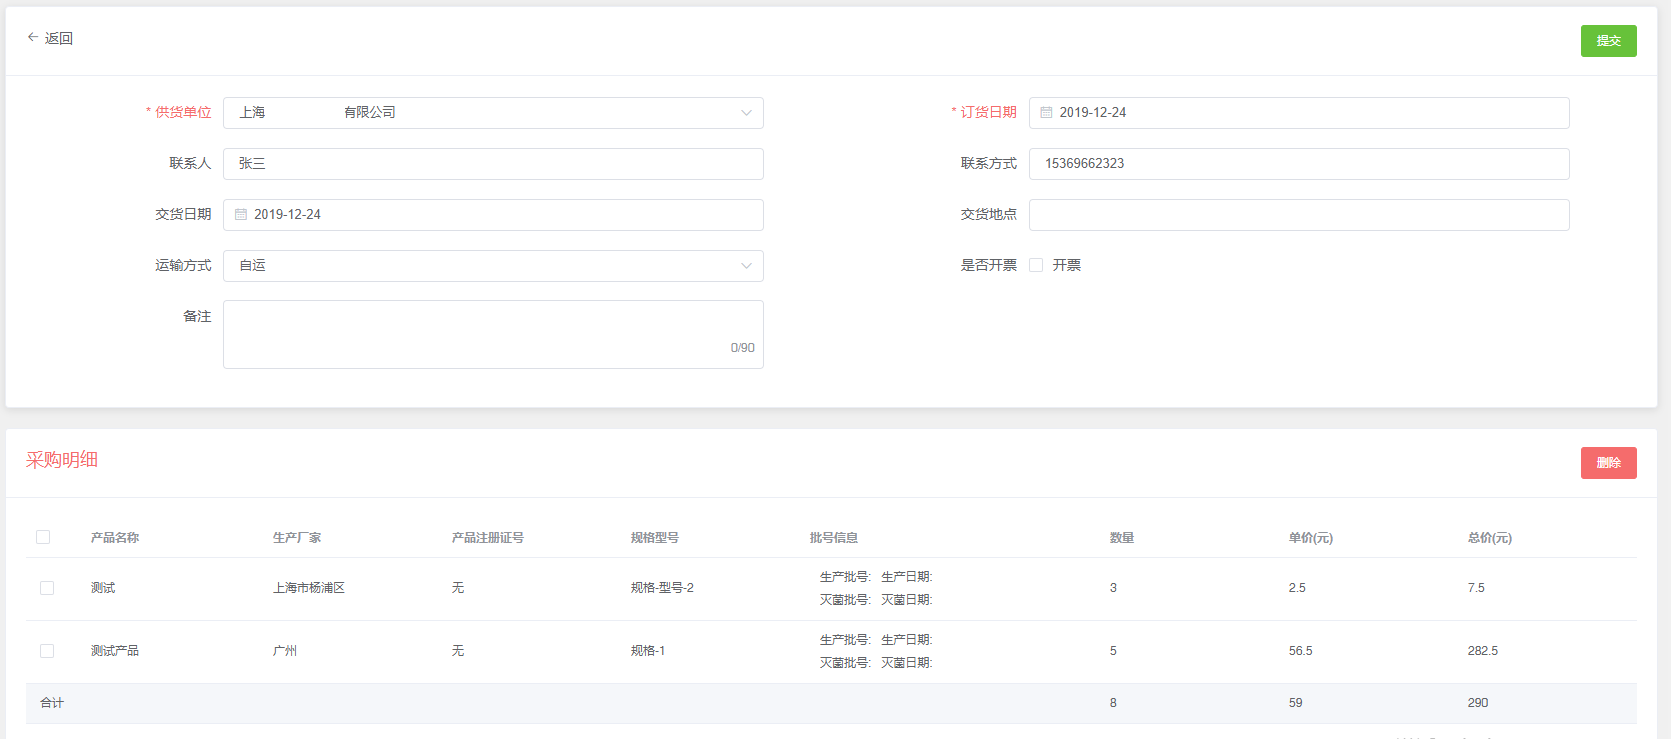 ← 返回
提交
* 供货单位 上海 有限公司 * 订货日期 2019-12-24
联系人 张三 联系方式 15369662323
交货日期 2019-12-24 交货地点
运输方式 自运 是否开票 开票
备注
0/90
采购明细
删除
产品名称 生产厂家 产品注册证号 规格型号 批号信息 数量 单价(元) 总价(元)
测试 上海市杨浦区 无 规格-型号-2 生产批号: 生产日期: 3 2.5 7.5
灭菌批号: 灭菌日期:
测试产品 广州 无 规格-1 生产批号: 生产日期: 5 56.5 282.5
灭菌批号: 灭菌日期:
合计 8 59 290